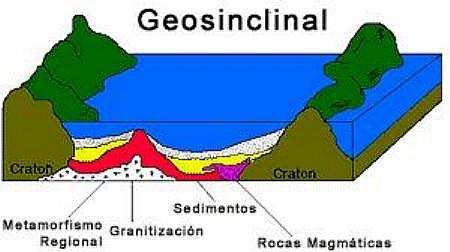 Geosinclinal
Craton
Craton
Metamorfismo
Regional
Granitización
Sedimentos
Rocas Magmáticas